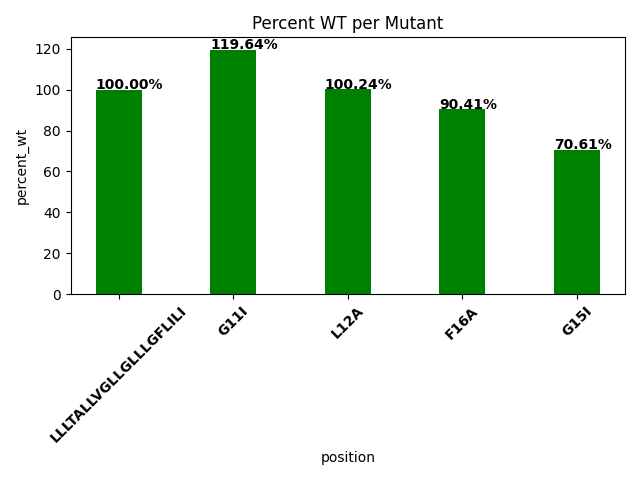 Percent WT per Mutant
119.64%
100.00%
100.24%
90.41%
70.61%
percent_wt
120
100
80
60
40
20
0
LLLTALLVGLLGLLLGFLILI
G11I
L12A
F16A
G15I
position